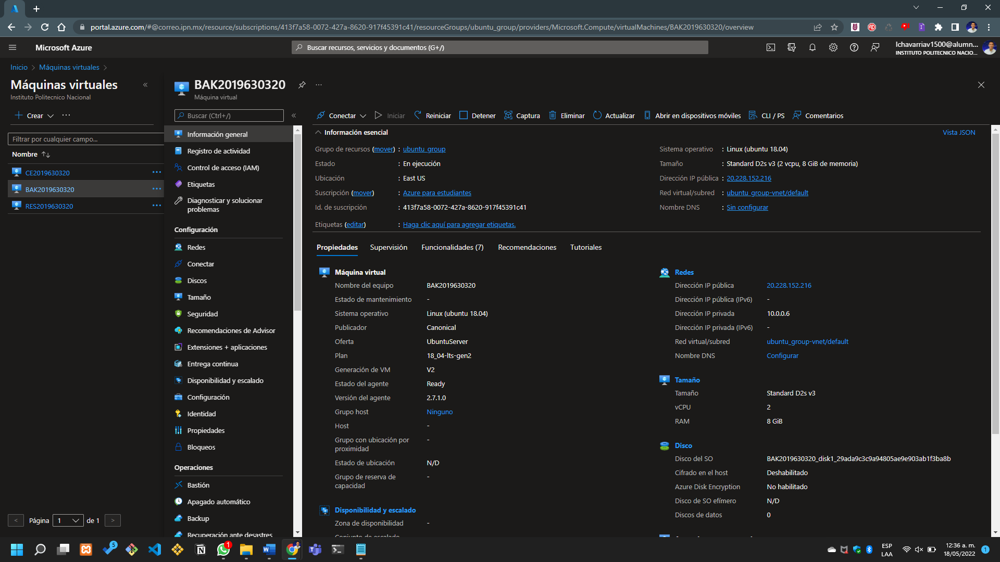 portal.azure.com/#@correo.ipn.mx/resource/subscriptions/413f7a58-0072-427a-8620-917f45391c41/resourceGroups/ubuntu_group/providers/Microsoft.Compute/virtualMachines/BAK2019630320/overview
Microsoft Azure
Buscar recursos, servicios y documentos (G+/)
lchavarriav1500@alumn...
INSTITUTO POLITECNICO NACIO...
Inicio > Máquinas virtuales >
Máquinas virtuales
Instituto Politecnico Nacional
+ Crear ...
Filtrar por cualquier campo...
Nombre ↑↓
CE2019630320 ...
BAK2019630320 ...
RES2019630320 ...
< Página 1 de 1 >
BAK2019630320 ...
Máquina virtual
Buscar (Ctrl+/)
Información general
Registro de actividad
Control de acceso (IAM)
Etiquetas
Diagnosticar y solucionar
problemas
Configuración
Redes
Conectar
Discos
Tamaño
Seguridad
Recomendaciones de Advisor
Extensiones + aplicaciones
Entrega continua
Disponibilidad y escalado
Configuración
Identidad
Propiedades
Bloqueos
Operaciones
Bastión
Apagado automático
Backup
Recuperación ante desastres
Conectar Iniciar Reiniciar Detener Captura Eliminar Actualizar Abrir en dispositivos móviles CLI / PS Comentarios
Información esencial
Vista JSON
Grupo de recursos (mover) : ubuntu_group
Estado : En ejecución
Ubicación : East US
Suscripción (mover) : Azure para estudiantes
Id. de suscripción : 413f7a58-0072-427a-8620-917f45391c41
Etiquetas (editar) : Haga clic aquí para agregar etiquetas.
Sistema operativo : Linux (ubuntu 18.04)
Tamaño : Standard D2s v3 (2 vcpu, 8 GiB de memoria)
Dirección IP pública : 20.228.152.216
Red virtual/subred : ubuntu_group-vnet/default
Nombre DNS : Sin configurar
Propiedades Supervisión Funcionalidades (7) Recomendaciones Tutoriales
Máquina virtual
Nombre del equipo BAK2019630320
Estado de mantenimiento -
Sistema operativo Linux (ubuntu 18.04)
Publicador Canonical
Oferta UbuntuServer
Plan 18_04-lts-gen2
Generación de VM V2
Estado del agente Ready
Versión del agente 2.7.1.0
Grupo host Ninguno
Host -
Grupo con ubicación por -
proximidad
Estado de ubicación N/D
Grupo de reserva de -
capacidad
Disponibilidad y escalado
Zona de disponibilidad -
Conjunto de escalado
Redes
Dirección IP pública 20.228.152.216
Dirección IP pública (IPv6) -
Dirección IP privada 10.0.0.6
Dirección IP privada (IPv6) -
Red virtual/subred ubuntu_group-vnet/default
Nombre DNS Configurar
Tamaño
Tamaño Standard D2s v3
vCPU 2
RAM 8 GiB
Disco
Disco del SO BAK2019630320_disk1_29ada9c3c9a94805ae9e903ab1f3ba8b
Cifrado en el host Deshabilitado
Azure Disk Encryption No habilitado
Disco de SO efímero N/D
Discos de datos 0
5
1
ESP
LAA
12:36 a. m.
18/05/2022
1